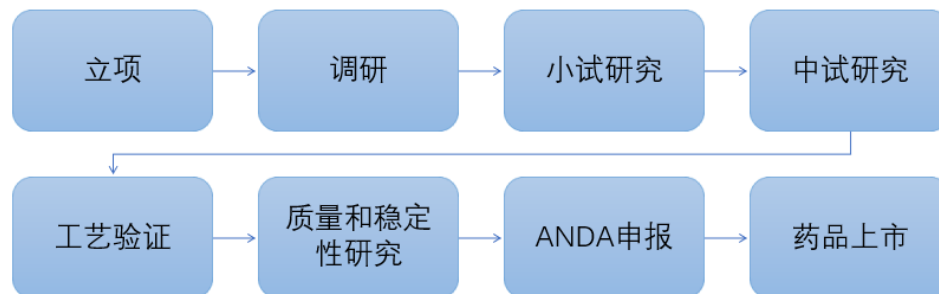 立项
调研
小试研究
中试研究
工艺验证
质量和稳定
性研究
ANDA申报
药品上市